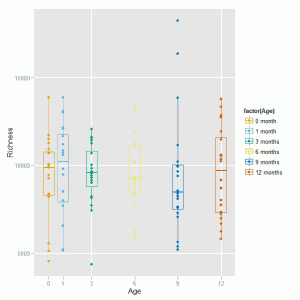 15000
10000
5000
Richness
0 1 3 6 9 12
Age
factor(Age)
0 month
1 month
3 months
6 months
9 months
12 months